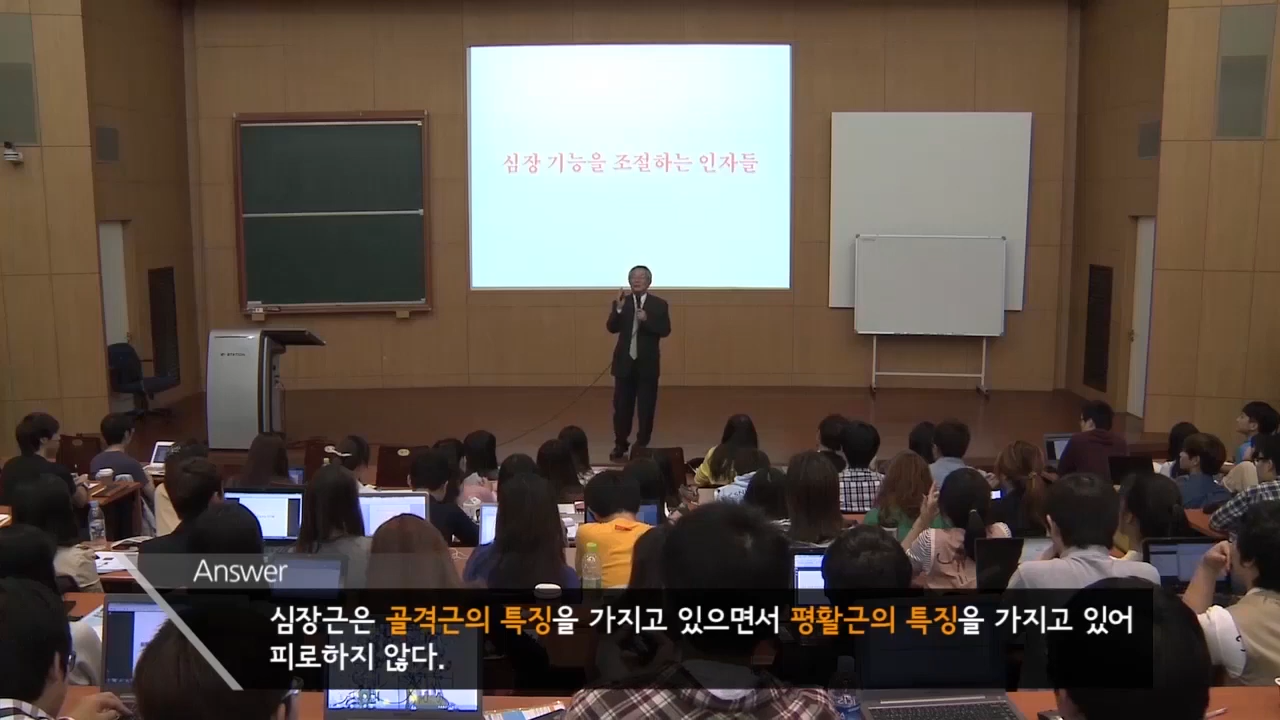 심장 기능을 조절하는 인자들
Answer
심장근은 골격근의 특징을 가지고 있으면서 평활근의 특징을 가지고 있어
피로하지 않다.